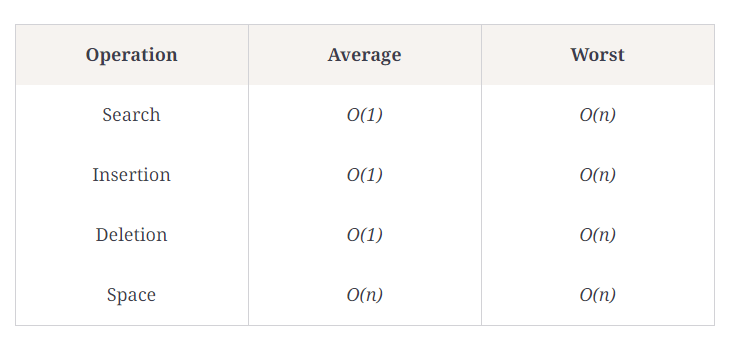 Operation Average Worst
Search O(1) O(n)
Insertion O(1) O(n)
Deletion O(1) O(n)
Space O(n) O(n)